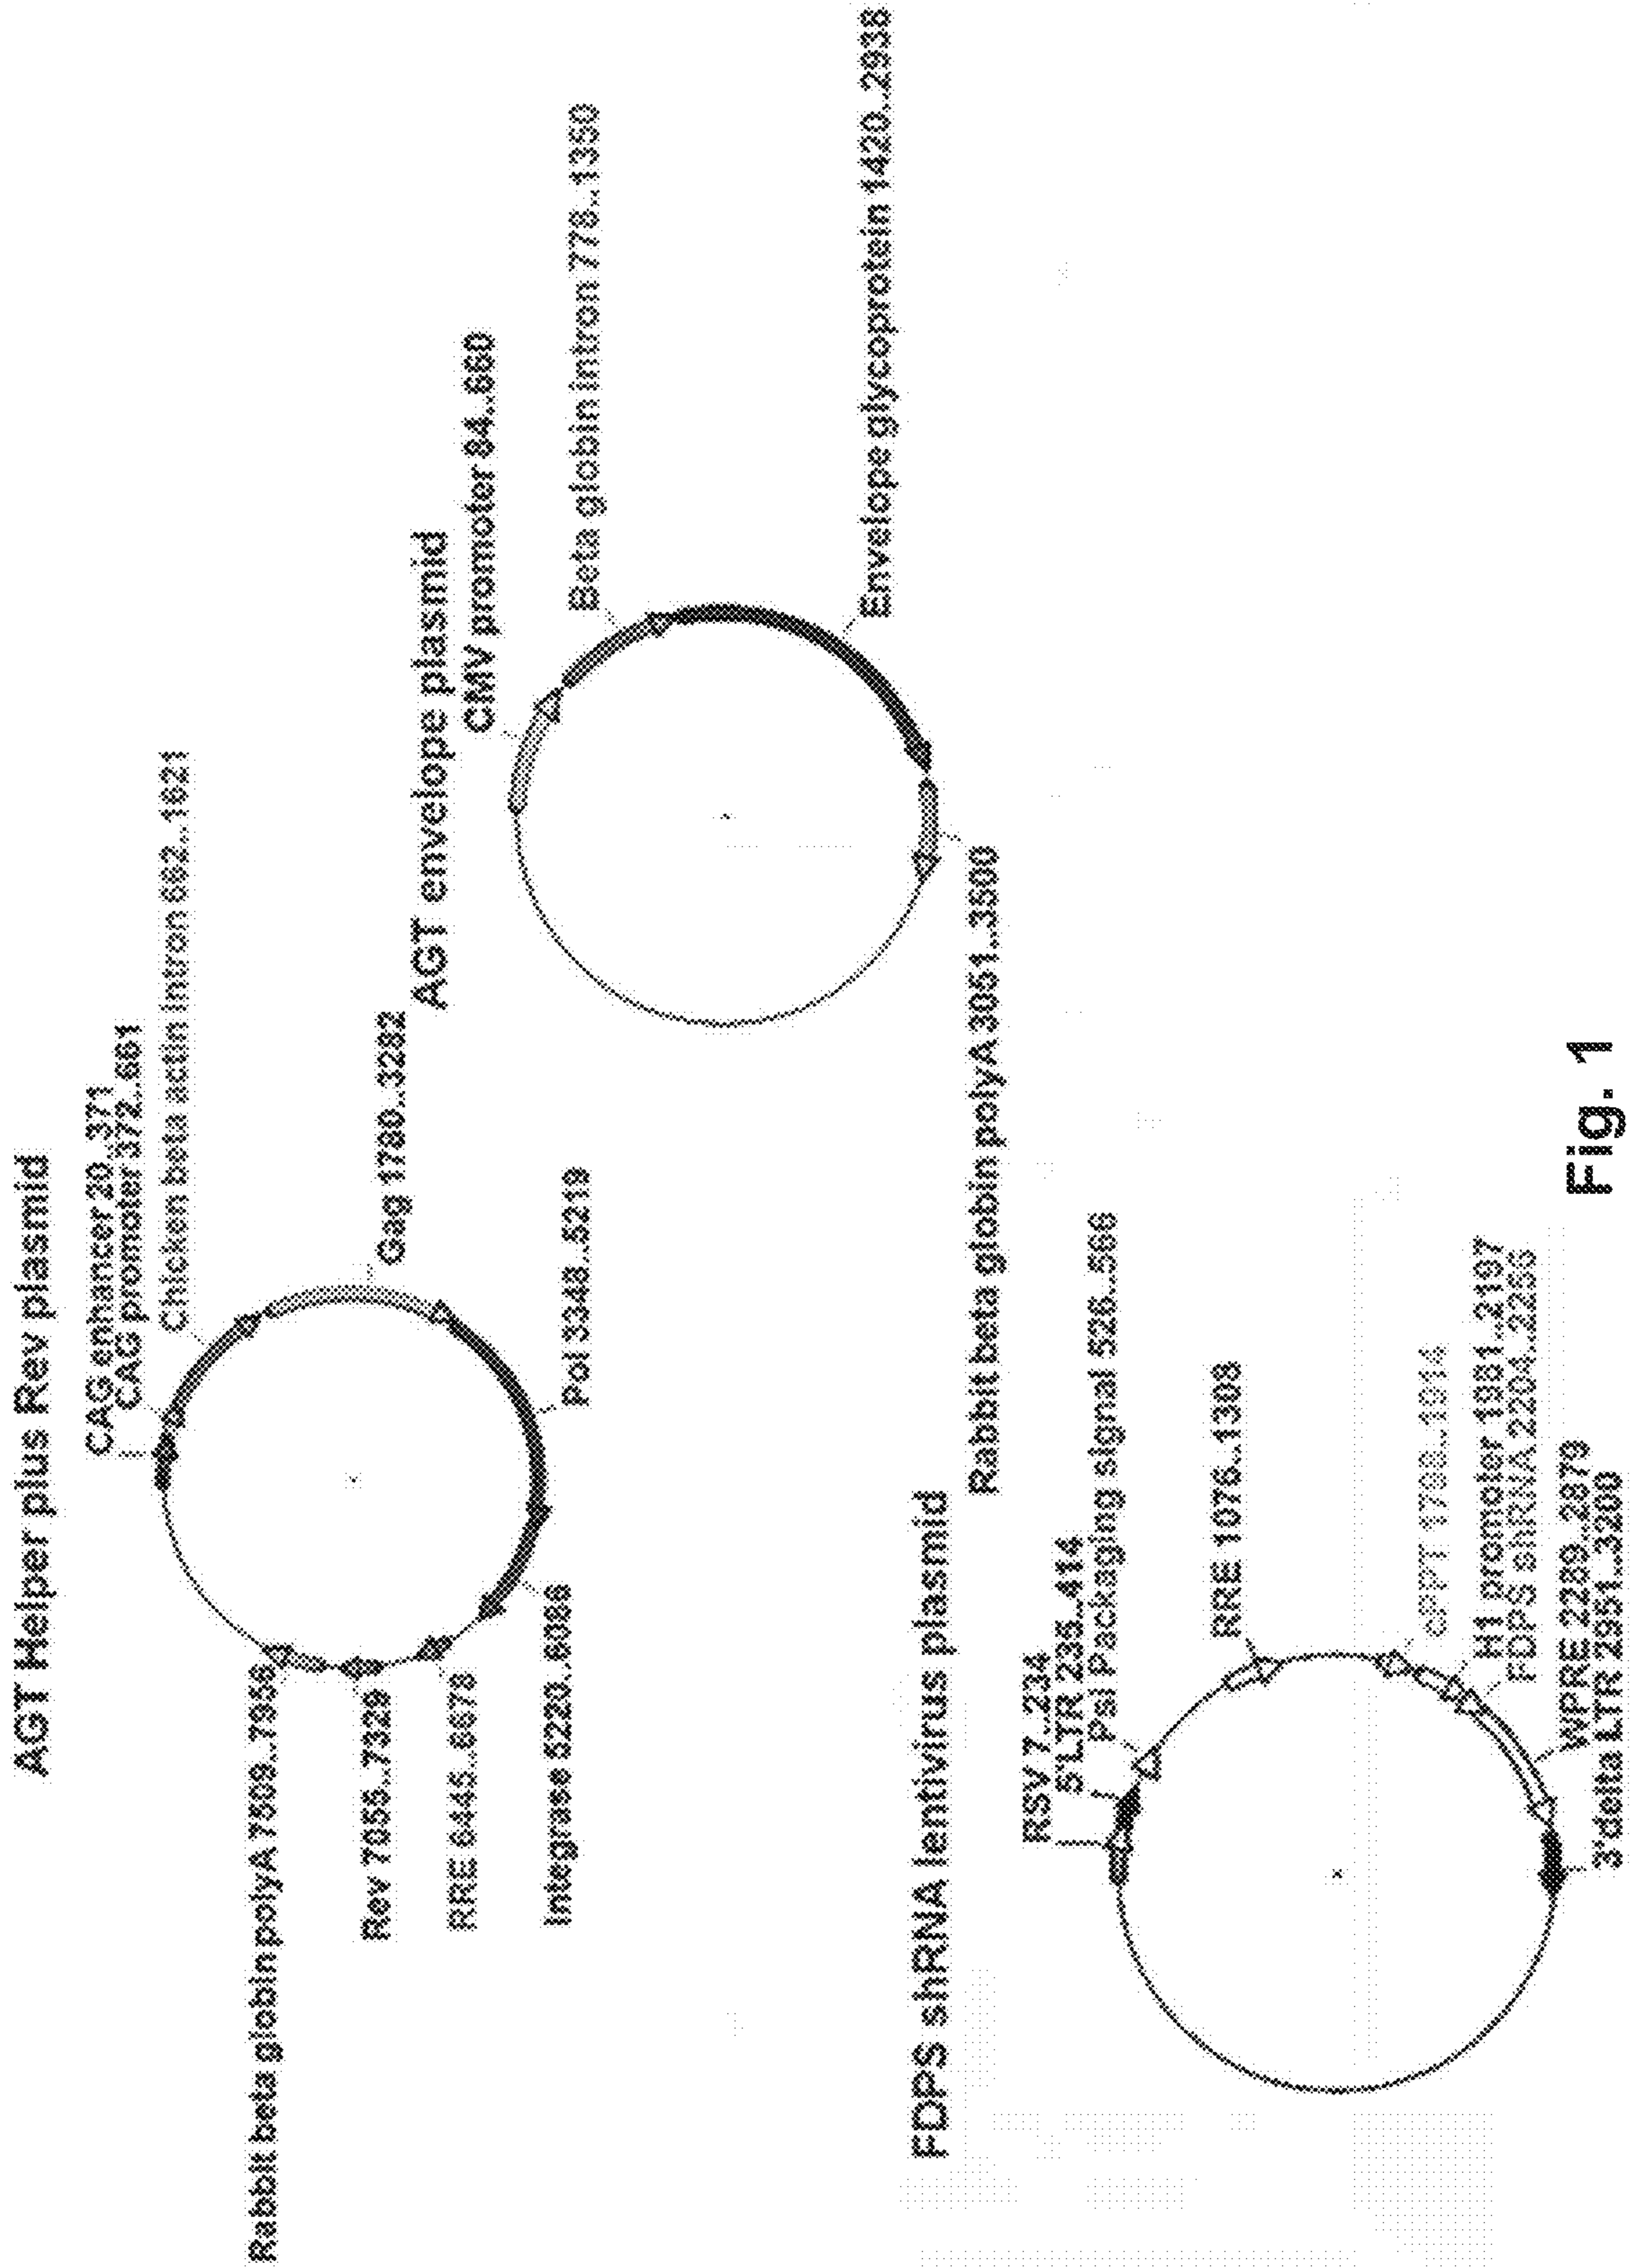 AGT Helper plus Rev plasmid
CAG enhancer 20..371
CAG promoter 372..661
Chicken beta actin intron 662..1621
Gag 1780..3282
Pol 3348..5219
Integrase 5220..6086
RRE 6445..6678
Rev 7055..7329
Rabbit beta globin polyA 7509..7956
AGT envelope plasmid
CMV promoter 84..660
Beta globin intron 778..1350
Envelope glycoprotein 1420..2938
Rabbit beta globin polyA 3051..3500
FDPS shRNA lentivirus plasmid
RSV 7..234
5'LTR 235..414
Psi Packaging signal 526..566
RRE 1076..1308
cPPT
H1 promoter 1981..2107
FDPS shRNA
WPRE 2289..2879
3'delta LTR 2951..3200
Fig. 1